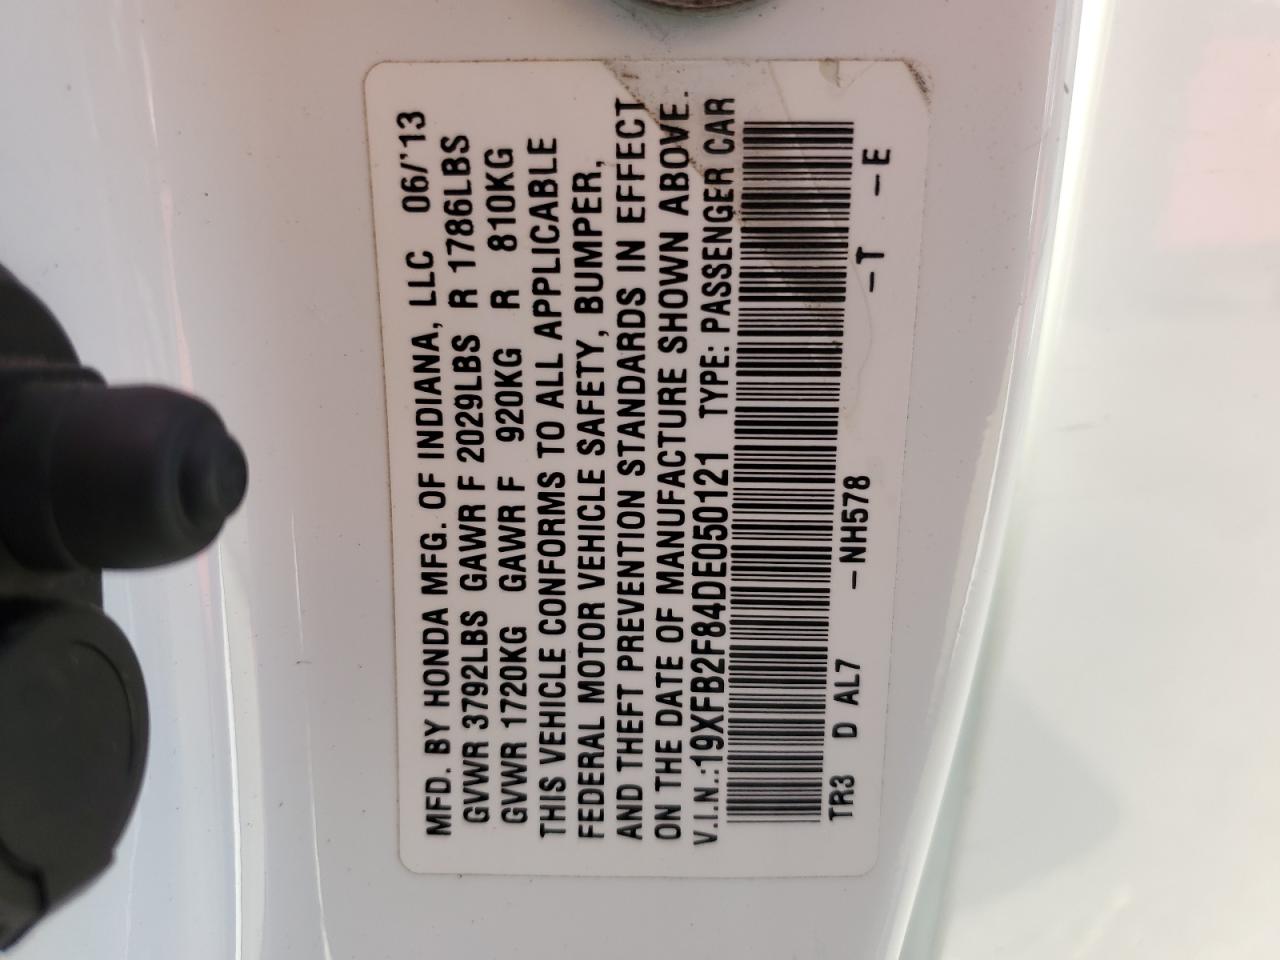 MFD. BY HONDA MFG. OF INDIANA, LLC 06/'13
GVWR 3792LBS GAWR F 2029LBS R 1786LBS
GVWR 1720KG GAWR F 920KG R 810KG
THIS VEHICLE CONFORMS TO ALL APPLICABLE
FEDERAL MOTOR VEHICLE SAFETY, BUMPER,
AND THEFT PREVENTION STANDARDS IN EFFECT
ON THE DATE OF MANUFACTURE SHOWN ABOVE.
V.I.N.:19XFB2F84DE050121 TYPE: PASSENGER CAR
TR3 D AL7 –NH578 –T –E